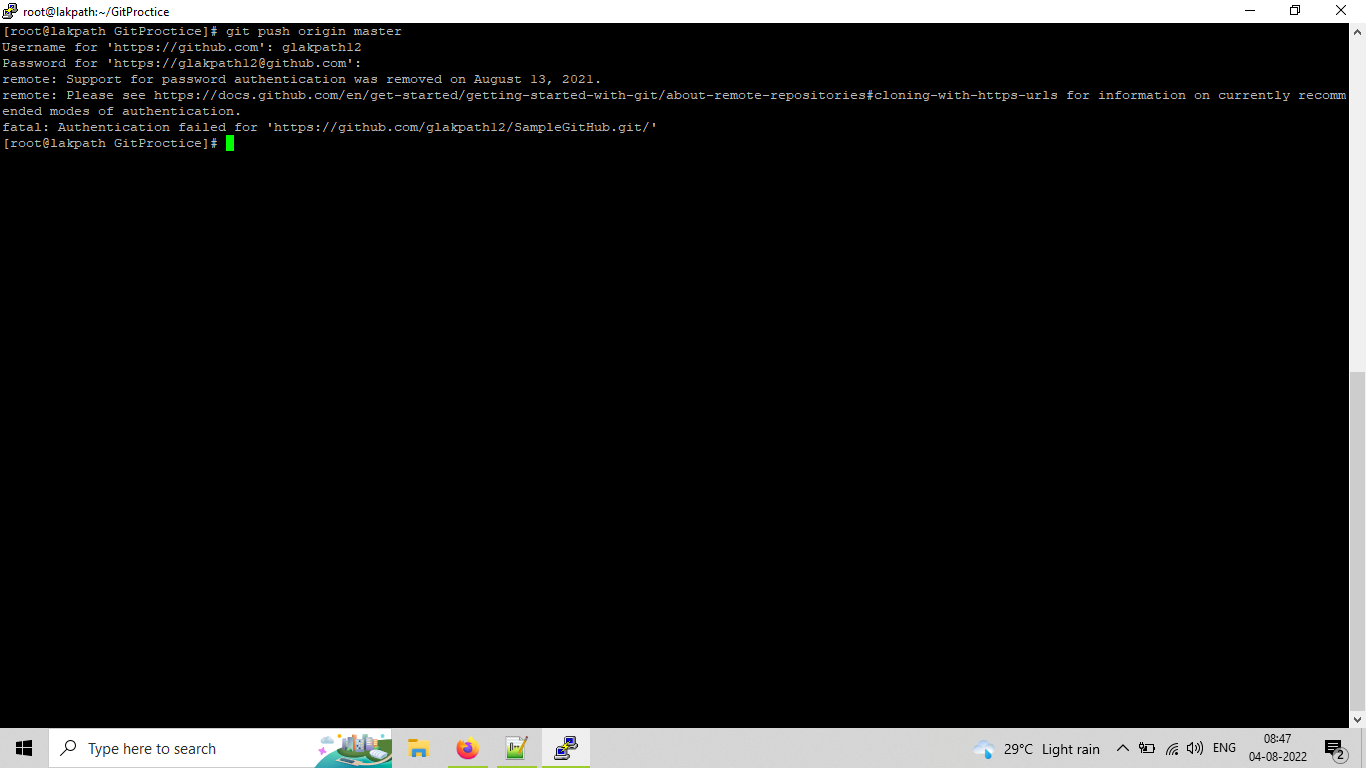 root@lakpath:~/GitProctice
[root@lakpath GitProctice]# git push origin master
Username for 'https://github.com': glakpath12
Password for 'https://glakpath12@github.com':
remote: Support for password authentication was removed on August 13, 2021.
remote: Please see https://docs.github.com/en/get-started/getting-started-with-git/about-remote-repositories#cloning-with-https-urls for information on currently recomm
ended modes of authentication.
fatal: Authentication failed for 'https://github.com/glakpath12/SampleGitHub.git/'
[root@lakpath GitProctice]#
Type here to search
29°C Light rain
ENG
08:47
04-08-2022
2